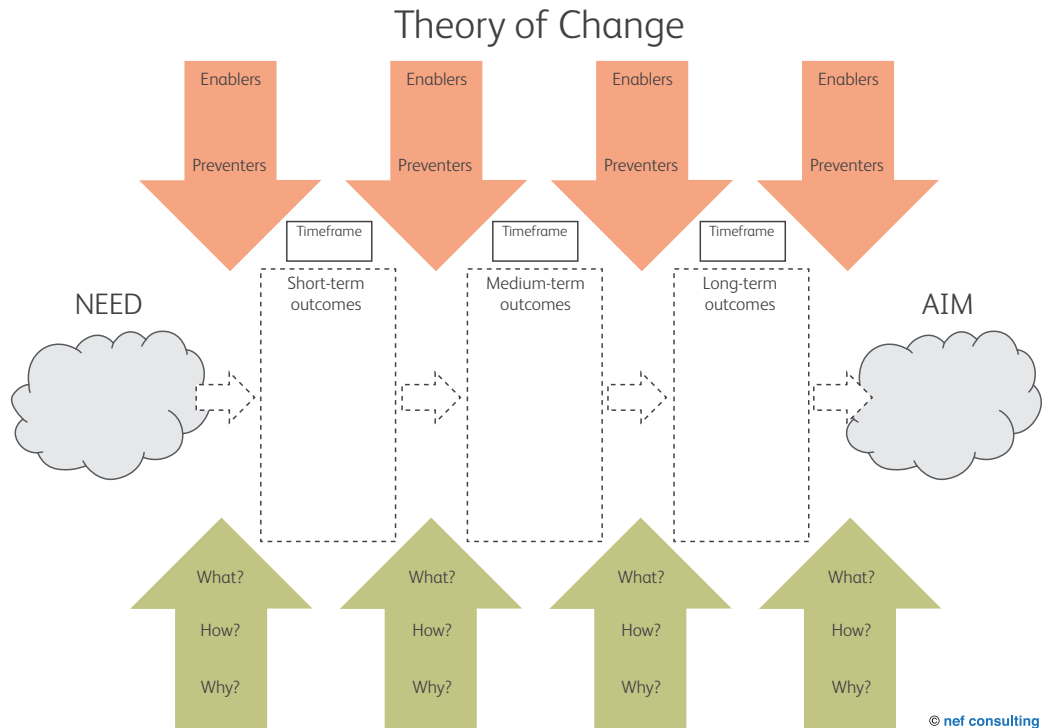 Theory of Change
Enablers
Enablers
Enablers
Enablers
Preventers
Preventers
Preventers
Preventers
Timeframe
Timeframe
Timeframe
NEED
Short-term
outcomes
Medium-term
outcomes
Long-term
outcomes
AIM
What?
What?
What?
What?
How?
How?
How?
How?
Why?
Why?
Why?
Why?
© nef consulting